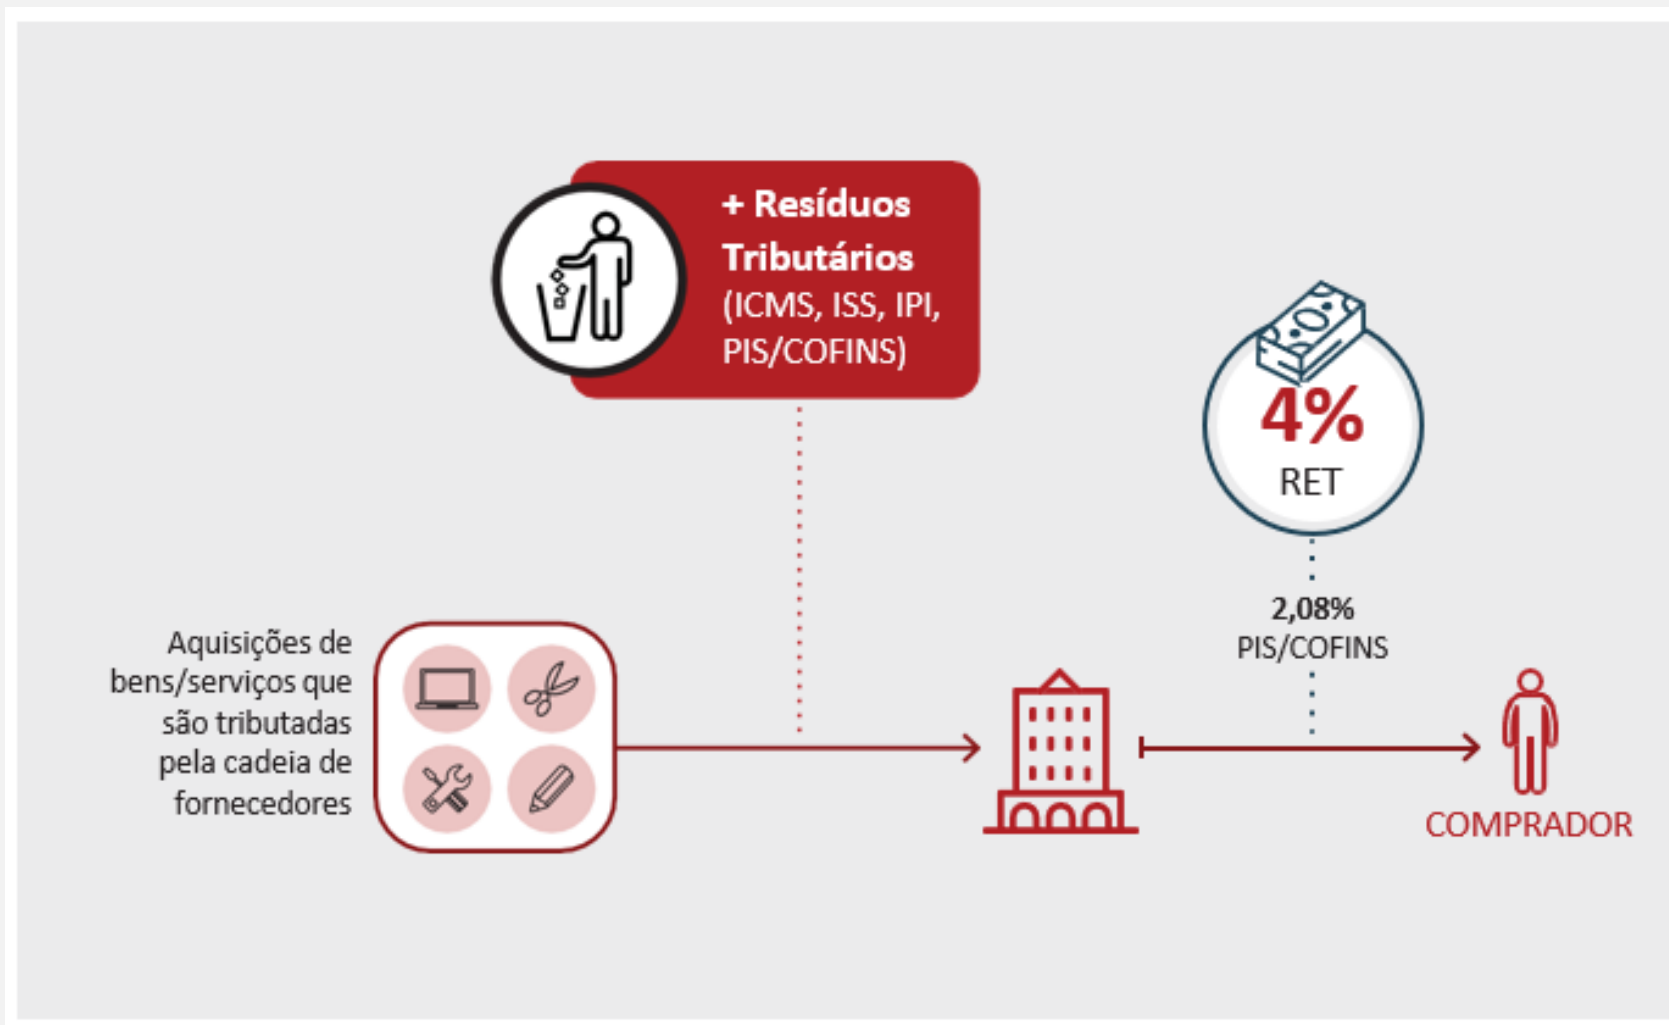 + Resíduos
Tributários
(ICMS, ISS, IPI,
PIS/COFINS)
4%
RET
2,08%
PIS/COFINS
Aquisições de
bens/serviços que
são tributadas
pela cadeia de
fornecedores
COMPRADOR